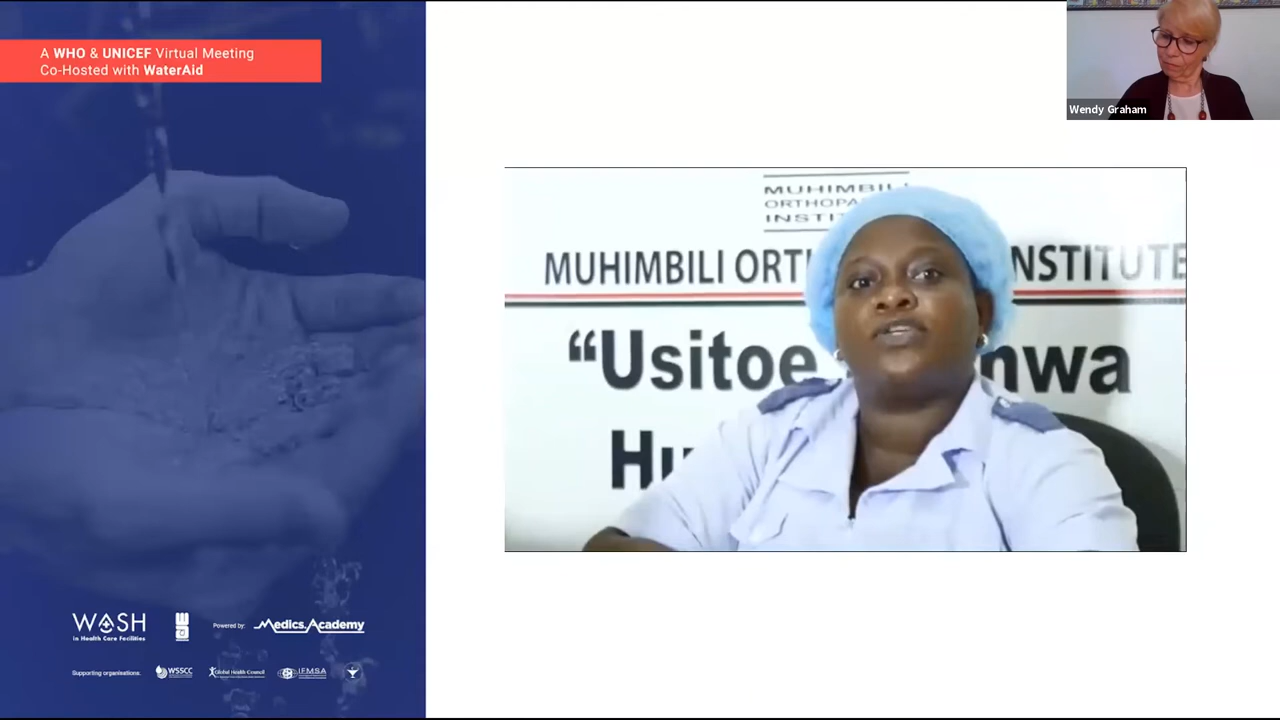 A WHO & UNICEF Virtual Meeting
Co-Hosted with WaterAid
Wendy Graham
MUHIMBILI
ORTHOPA
INSTIT
MUHIMBILI ORT NSTITUTE
“Usitoe nwa
Hu
WASH
in Health Care Facilities
Powered by: Medics.Academy
Supporting organisations: WSSCC Global Health Council IFMSA